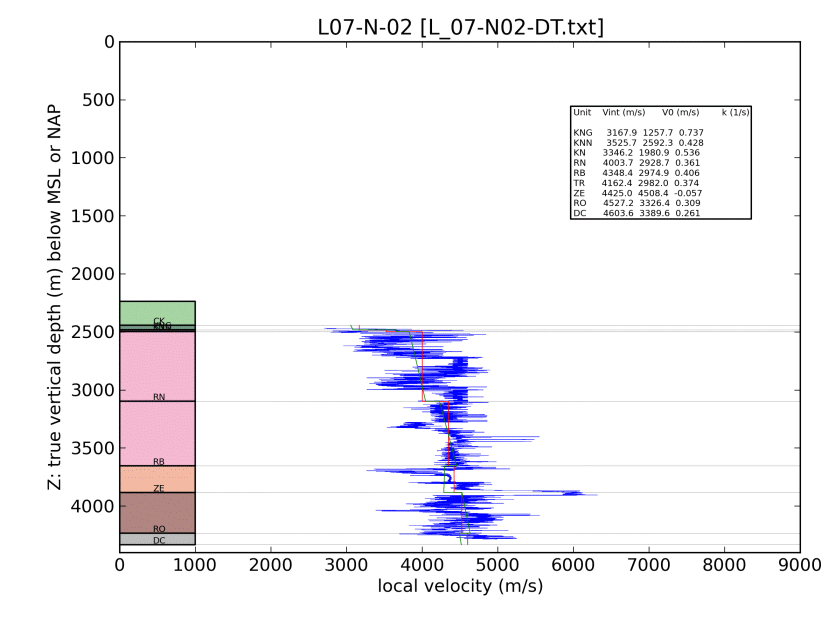 L07-N-02 [L_07-N02-DT.txt]
0
500
1000
1500
2000
2500
3000
3500
4000
Z: true vertical depth (m) below MSL or NAP
Unit Vint (m/s) V0 (m/s) k (1/s)
KNG 3167.9 1257.7 0.737
KNN 3525.7 2592.3 0.428
KN 3346.2 1980.9 0.536
RN 4003.7 2928.7 0.361
RB 4348.4 2974.9 0.406
TR 4162.4 2982.0 0.374
ZE 4425.0 4508.4 -0.057
RO 4527.2 3326.4 0.309
DC 4603.6 3389.6 0.261
CK
RN
RB
ZE
RO
DC
0 1000 2000 3000 4000 5000 6000 7000 8000 9000
local velocity (m/s)